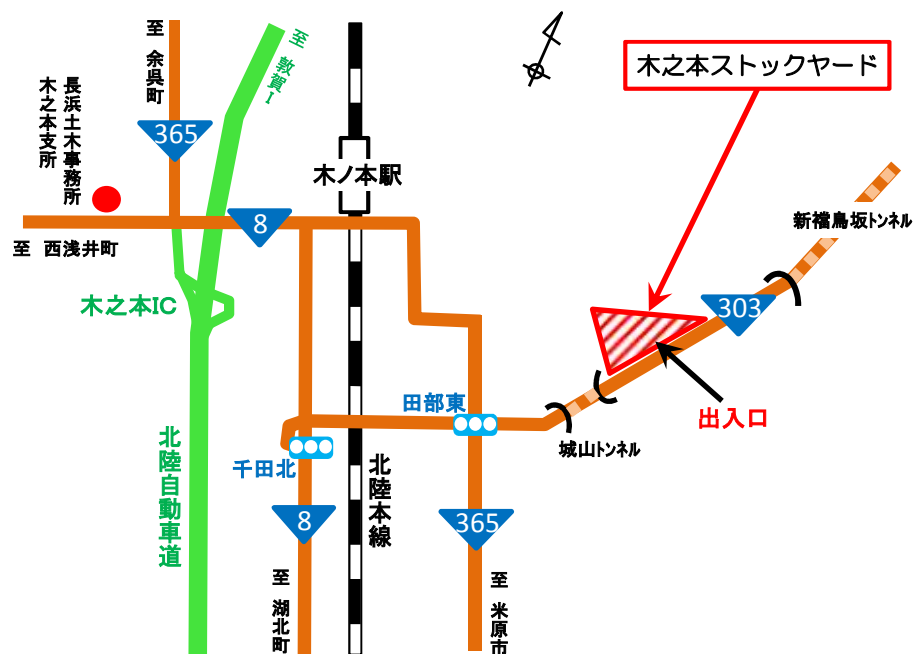 至 余呉町
至 敦賀I
木之本ストックヤード
長浜土木事務所
木之本支所
365
木ノ本駅
8
新穭鳥坂トンネル
至 西浅井町
木之本IC
303
田部東
出入口
城山トンネル
千田北
北陸自動車道
北陸本線
8
365
至 湖北町
至 米原市